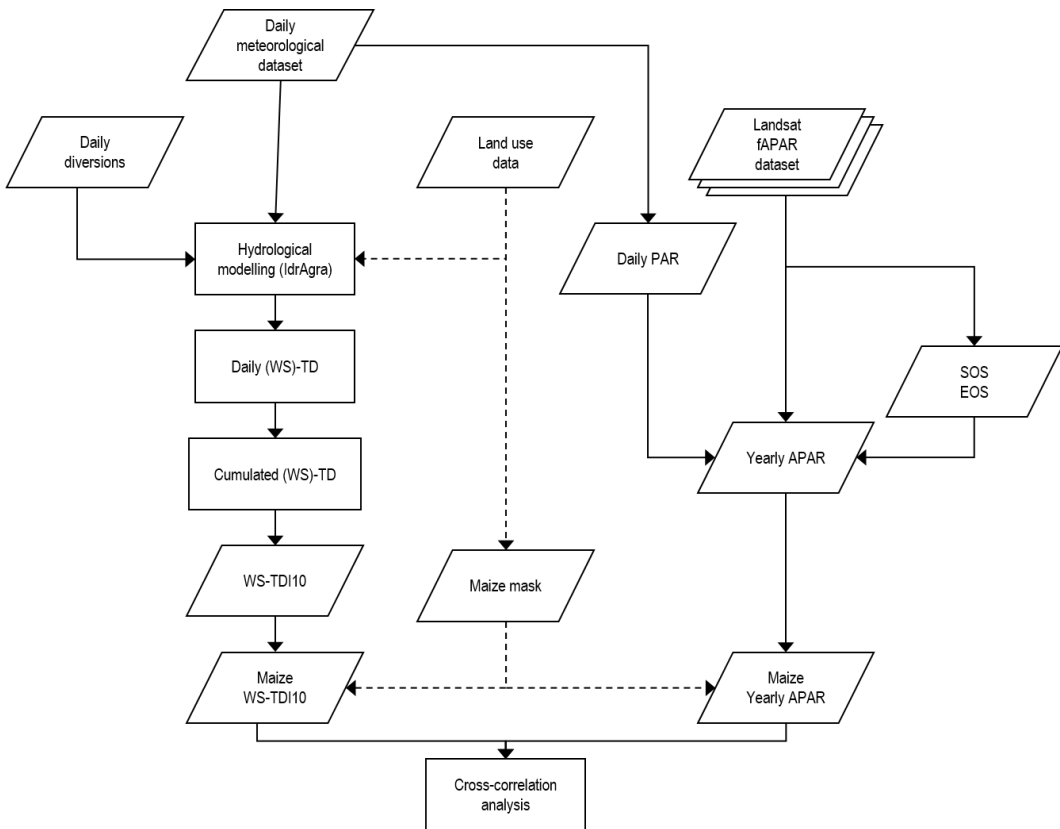 Daily
meteorological
dataset
Daily
diversions
Land use
data
Landsat
fAPAR
dataset
Hydrological
modelling (IdrAgra)
Daily PAR
Daily (WS)-TD
SOS
EOS
Cumulated (WS)-TD
Yearly APAR
WS-TDI10
Maize mask
Maize
WS-TDI10
Maize
Yearly APAR
Cross-correlation
analysis